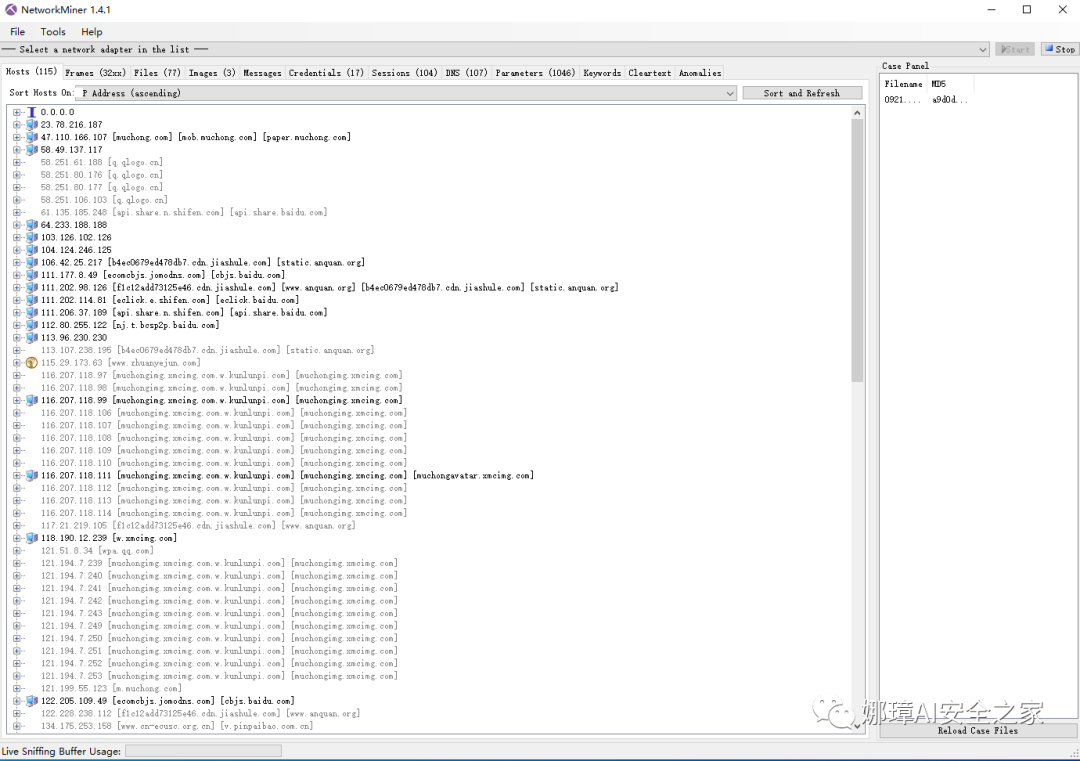 NetworkMiner 1.4.1
File Tools Help
— Select a network adapter in the list —
Start Stop
Hosts (115) Frames (32xx) Files (77) Images (3) Messages Credentials (17) Sessions (104) DNS (107) Parameters (1046) Keywords Cleartext Anomalies
Case Panel
Sort Hosts On: P Address (ascending) Sort and Refresh
Filename MD5
0921.... a9d0d...
0.0.0.0
23.78.216.187
47.110.166.107 [muchong.com] [mob.muchong.com] [paper.muchong.com]
58.49.137.117
58.251.61.188 [q.qlogo.cn]
58.251.80.176 [q.qlogo.cn]
58.251.80.177 [q.qlogo.cn]
58.251.106.103 [q.qlogo.cn]
61.135.185.248 [api.share.n.shifen.com] [api.share.baidu.com]
64.233.188.188
103.126.102.126
104.124.246.125
106.42.25.217 [b4ec0679ed478db7.cdn.jiashule.com] [static.anquan.org]
111.177.8.49 [ecomcbjs.jomodns.com] [cbjs.baidu.com]
111.202.98.126 [f1c12add73125e46.cdn.jiashule.com] [www.anquan.org] [b4ec0679ed478db7.cdn.jiashule.com] [static.anquan.org]
111.202.114.81 [eclick.e.shifen.com] [eclick.baidu.com]
111.206.37.189 [api.share.n.shifen.com] [api.share.baidu.com]
112.80.255.122 [nj.t.bcsp2p.baidu.com]
113.96.230.230
113.107.238.195 [b4ec0679ed478db7.cdn.jiashule.com] [static.anquan.org]
115.29.173.63 [www.zhuanyejun.com]
116.207.118.97 [muchongimg.xmcimg.com.w.kunlunpi.com] [muchongimg.xmcimg.com]
116.207.118.98 [muchongimg.xmcimg.com.w.kunlunpi.com] [muchongimg.xmcimg.com]
116.207.118.99 [muchongimg.xmcimg.com.w.kunlunpi.com] [muchongimg.xmcimg.com]
116.207.118.106 [muchongimg.xmcimg.com.w.kunlunpi.com] [muchongimg.xmcimg.com]
116.207.118.107 [muchongimg.xmcimg.com.w.kunlunpi.com] [muchongimg.xmcimg.com]
116.207.118.108 [muchongimg.xmcimg.com.w.kunlunpi.com] [muchongimg.xmcimg.com]
116.207.118.109 [muchongimg.xmcimg.com.w.kunlunpi.com] [muchongimg.xmcimg.com]
116.207.118.110 [muchongimg.xmcimg.com.w.kunlunpi.com] [muchongimg.xmcimg.com]
116.207.118.111 [muchongimg.xmcimg.com.w.kunlunpi.com] [muchongimg.xmcimg.com] [muchongavatar.xmcimg.com]
116.207.118.112 [muchongimg.xmcimg.com.w.kunlunpi.com] [muchongimg.xmcimg.com]
116.207.118.113 [muchongimg.xmcimg.com.w.kunlunpi.com] [muchongimg.xmcimg.com]
116.207.118.114 [muchongimg.xmcimg.com.w.kunlunpi.com] [muchongimg.xmcimg.com]
117.21.219.105 [f1c12add73125e46.cdn.jiashule.com] [www.anquan.org]
118.190.12.239 [w.xmcimg.com]
121.51.8.34 [wpa.qq.com]
121.194.7.239 [muchongimg.xmcimg.com.w.kunlunpi.com] [muchongimg.xmcimg.com]
121.194.7.240 [muchongimg.xmcimg.com.w.kunlunpi.com] [muchongimg.xmcimg.com]
121.194.7.241 [muchongimg.xmcimg.com.w.kunlunpi.com] [muchongimg.xmcimg.com]
121.194.7.242 [muchongimg.xmcimg.com.w.kunlunpi.com] [muchongimg.xmcimg.com]
121.194.7.243 [muchongimg.xmcimg.com.w.kunlunpi.com] [muchongimg.xmcimg.com]
121.194.7.249 [muchongimg.xmcimg.com.w.kunlunpi.com] [muchongimg.xmcimg.com]
121.194.7.250 [muchongimg.xmcimg.com.w.kunlunpi.com] [muchongimg.xmcimg.com]
121.194.7.251 [muchongimg.xmcimg.com.w.kunlunpi.com] [muchongimg.xmcimg.com]
121.194.7.252 [muchongimg.xmcimg.com.w.kunlunpi.com] [muchongimg.xmcimg.com]
121.194.7.253 [muchongimg.xmcimg.com.w.kunlunpi.com] [muchongimg.xmcimg.com]
121.199.55.123 [m.muchong.com]
122.205.109.49 [ecomcbjs.jomodns.com] [cbjs.baidu.com]
122.228.238.112 [f1c12add73125e46.cdn.jiashule.com] [www.anquan.org]
134.175.253.158 [www.cn-ecusc.org.cn] [v.pinpaibao.com.cn]
娜璋AI安全之家
Reload Case Files
Live Sniffing Buffer Usage: